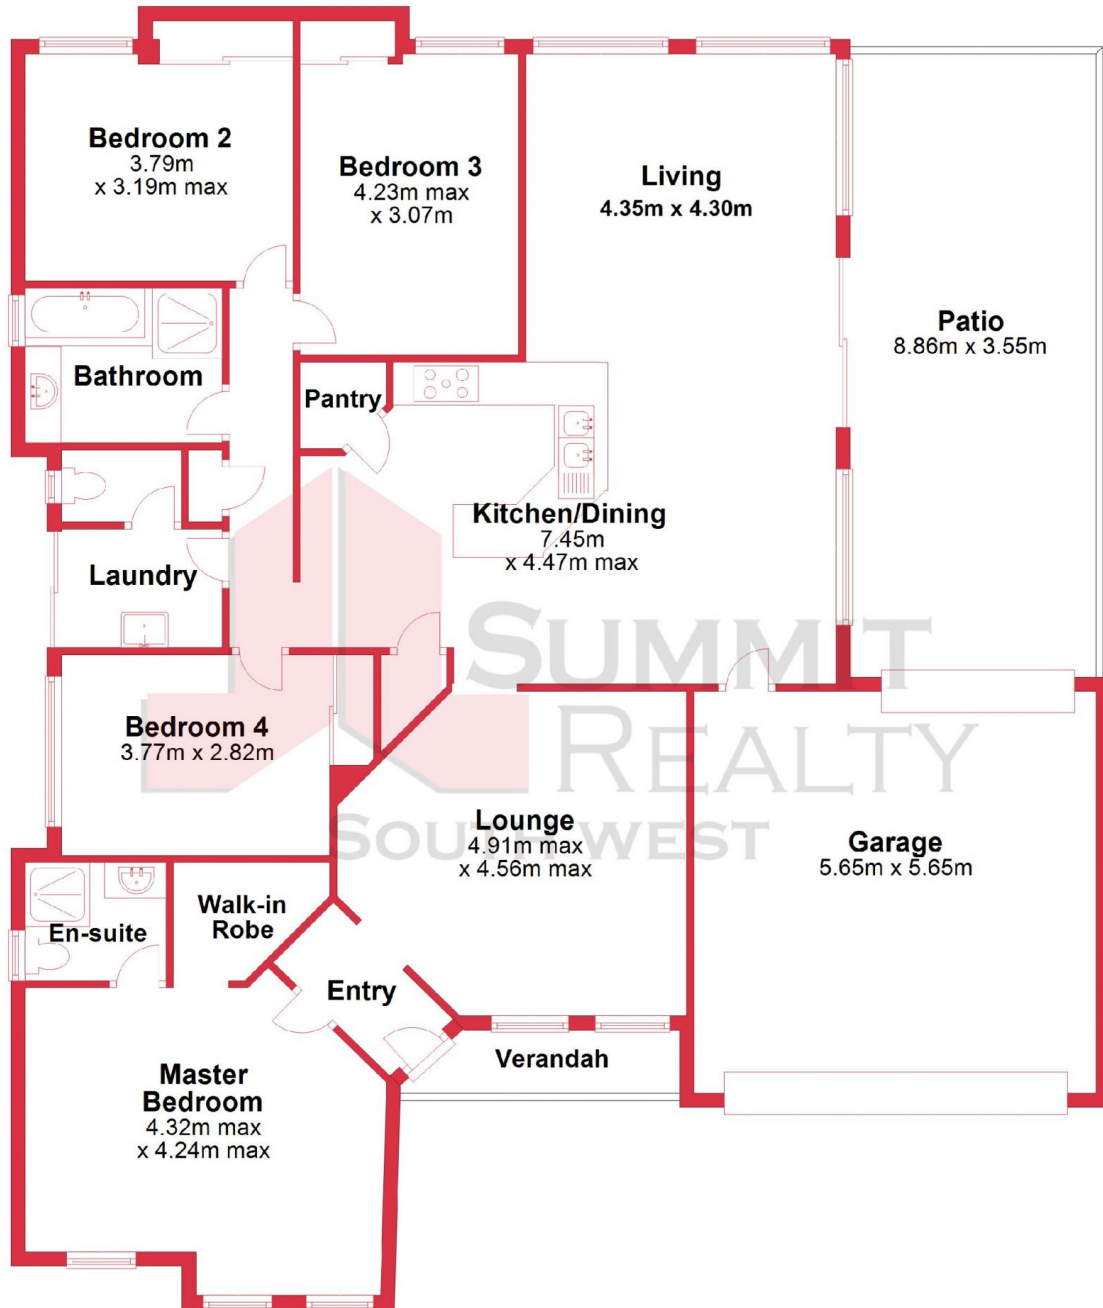 Bedroom 2
3.79m
x 3.19m max
Bedroom 3
4.23m max
x 3.07m
Living
4.35m x 4.30m
Patio
8.86m x 3.55m
Bathroom
Pantry
Kitchen/Dining
7.45m
x 4.47m max
Laundry
SUMMIT
REALTY
SOUTH WEST
Bedroom 4
3.77m x 2.82m
Lounge
4.91m max
x 4.56m max
Garage
5.65m x 5.65m
Walk-in
Robe
En-suite
Entry
Verandah
Master
Bedroom
4.32m max
x 4.24m max